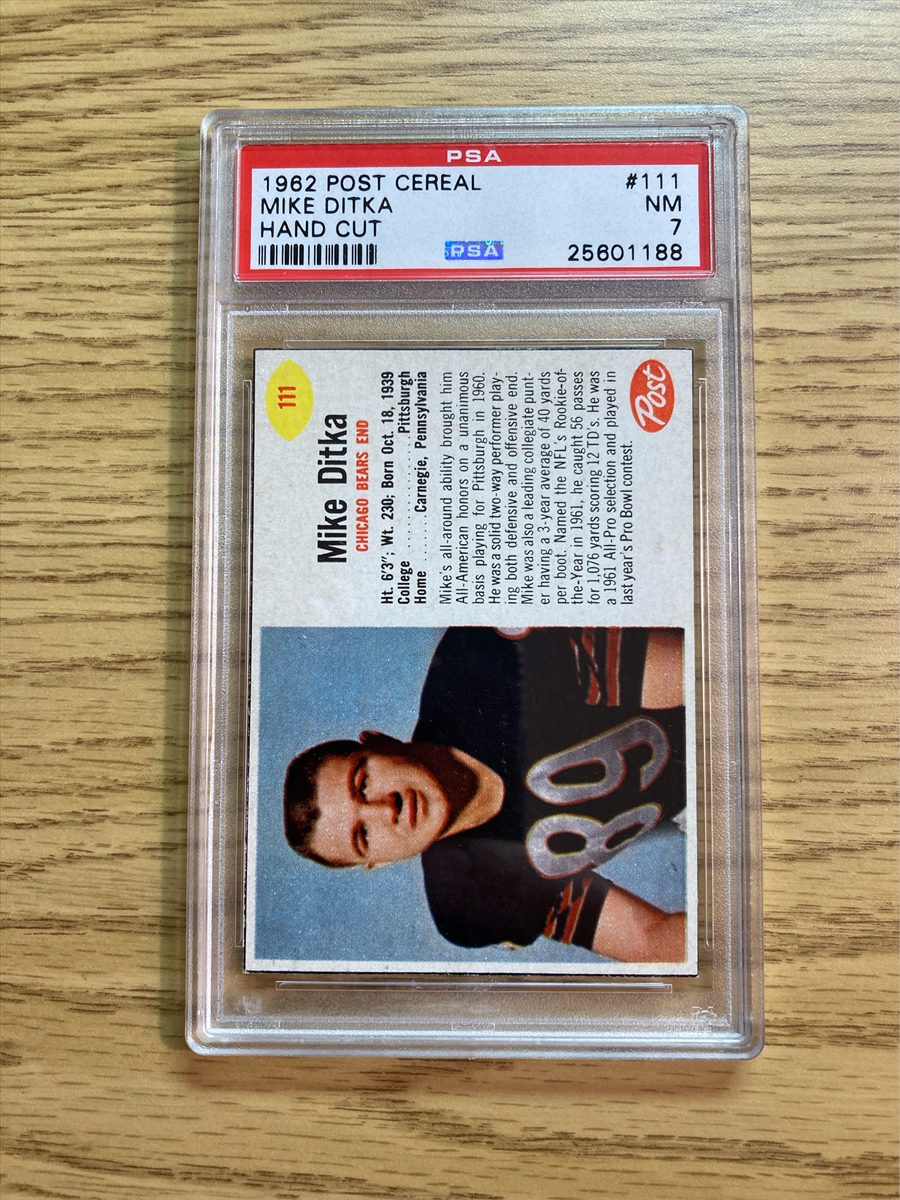 PSA
1962 POST CEREAL #111
MIKE DITKA NM
HAND CUT 7
PSA 25601188
111
Mike Ditka
CHICAGO BEARS END
Ht. 6'3"; Wt. 230; Born Oct. 18, 1939
College ................ Pittsburgh
Home ....... Carnegie, Pennsylvania
Mike's all-around ability brought him
All-American honors on a unanimous
basis playing for Pittsburgh in 1960.
He was a solid two-way performer play-
ing both defensive and offensive end.
Mike was also a leading collegiate punt-
er having a 3-year average of 40 yards
per boot. Named the NFL's Rookie-of-
the-Year in 1961, he caught 56 passes
for 1,076 yards scoring 12 TD's. He was
a 1961 All-Pro selection and played in
last year's Pro Bowl contest.
Post
89